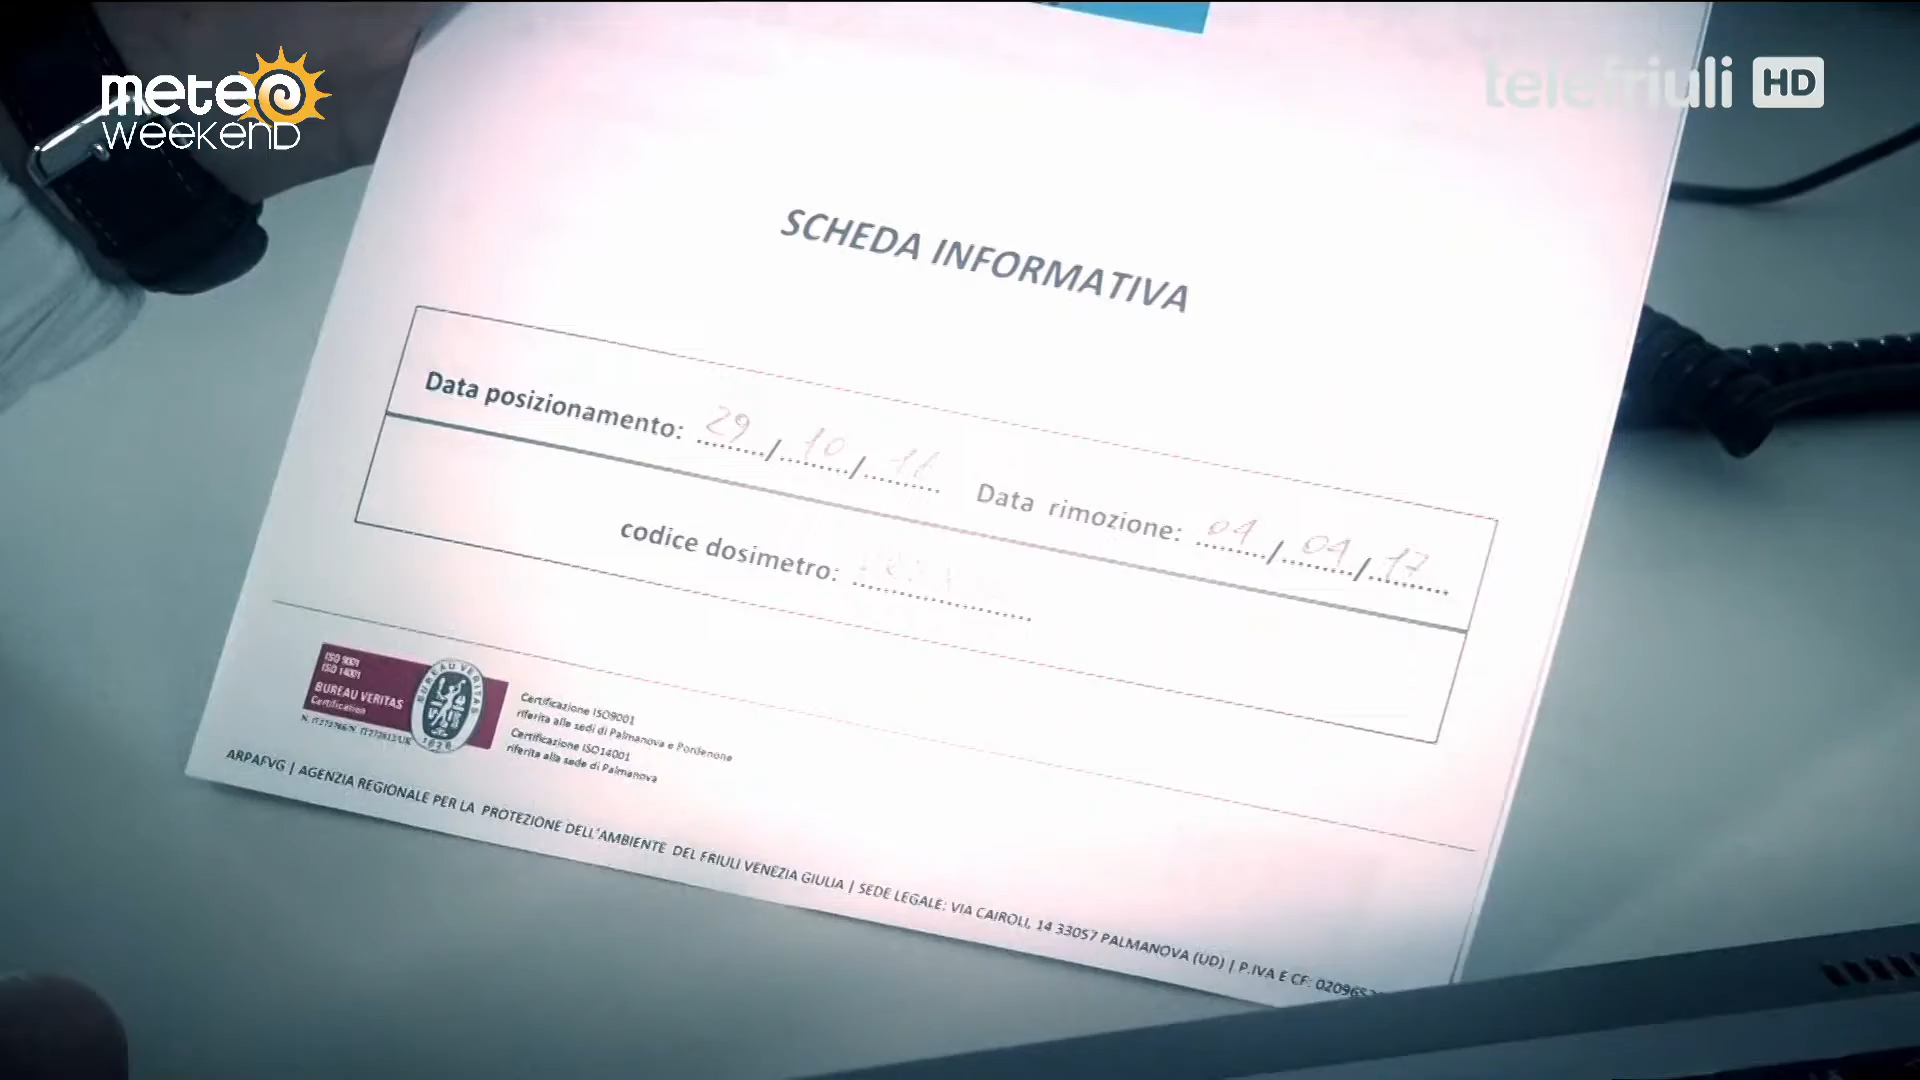 meteo
WEEKEND
telefriuli HD
SCHEDA INFORMATIVA
Data posizionamento: 29/10/16 Data rimozione: 04/04/17
codice dosimetro:
ISO 9001
ISO 14001
BUREAU VERITAS
Certification
BUREAU VERITAS
1828
Certificazione ISO9001
riferita alle sedi di Palmanova e Pordenone
Certificazione ISO14001
riferita alla sede di Palmanova
ARPAFVG | AGENZIA REGIONALE PER LA PROTEZIONE DELL'AMBIENTE DEL FRIULI VENEZIA GIULIA | SEDE LEGALE: VIA CAIROLI, 14 33057 PALMANOVA (UD) | P.IVA E CF: